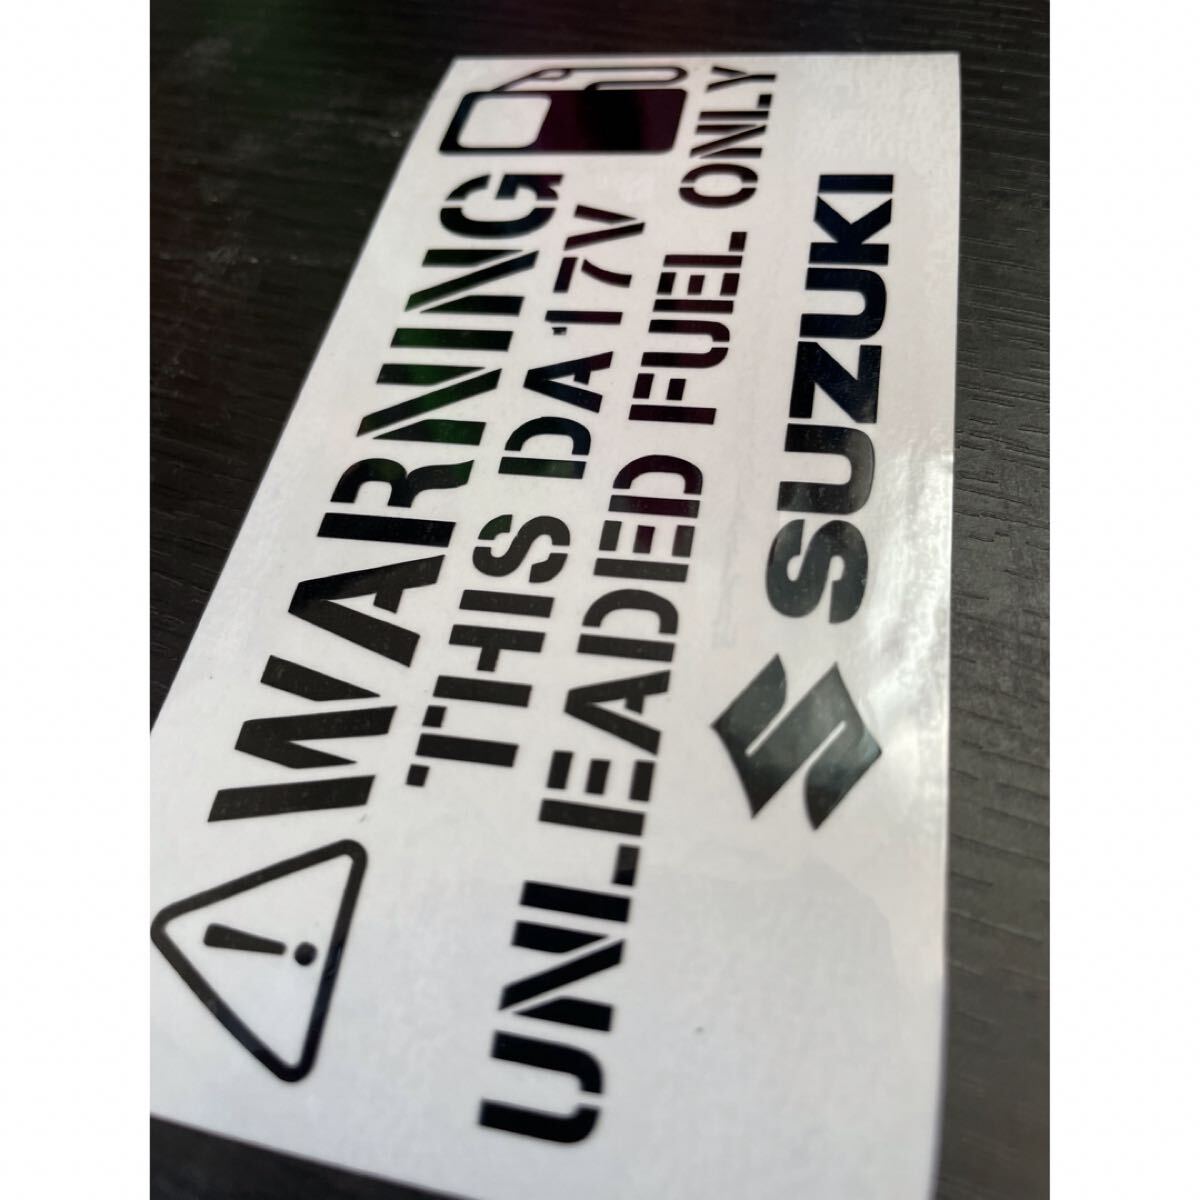 WARNING
THIS DA17V
UNLEADED FUEL ONLY
SUZUKI